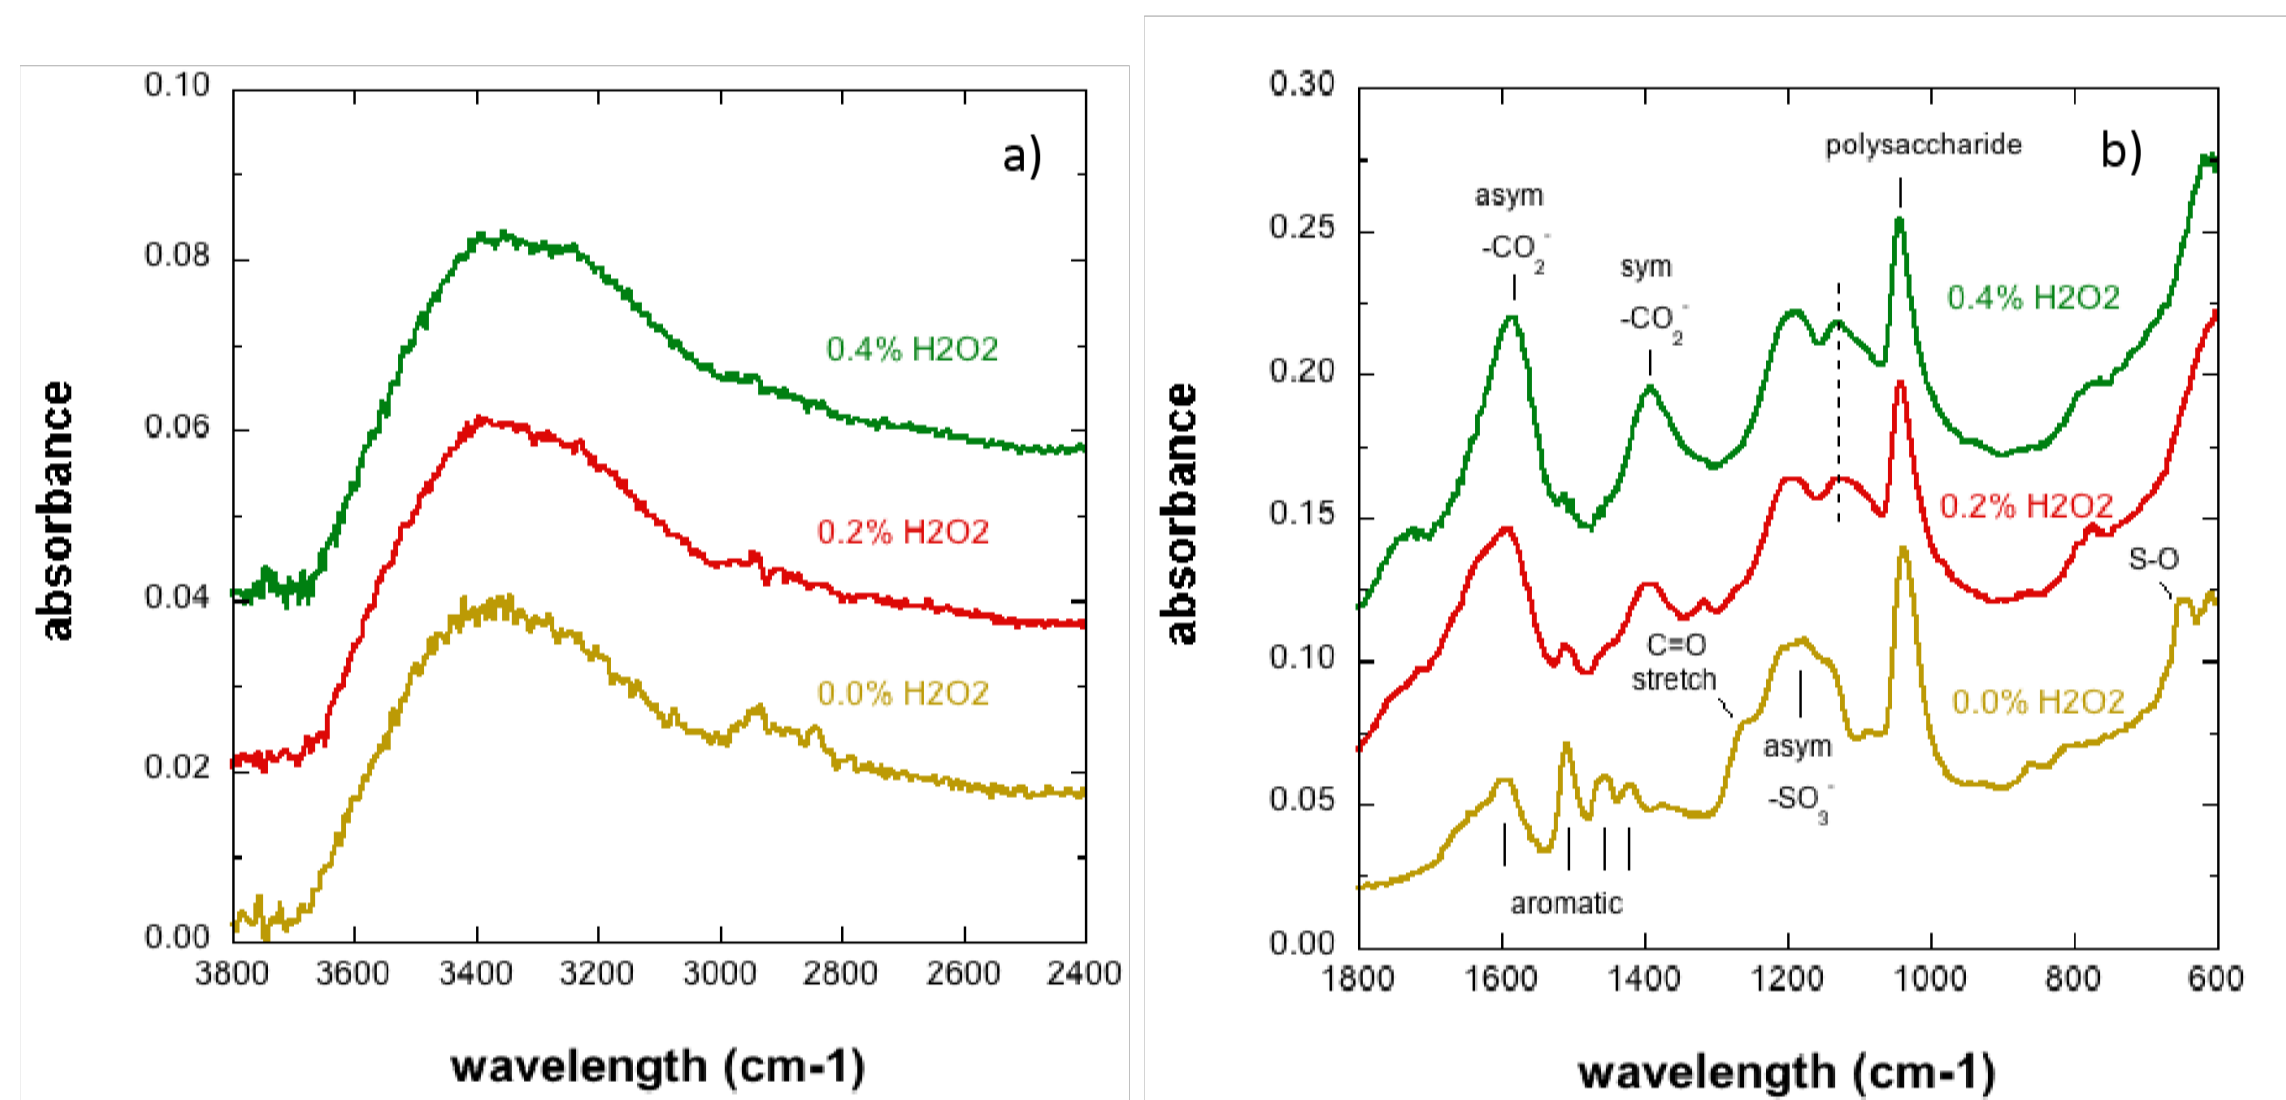 a)
0.10
0.08
0.06
0.04
0.02
0.00
absorbance
0.4% H2O2
0.2% H2O2
0.0% H2O2
3800 3600 3400 3200 3000 2800 2600 2400
wavelength (cm-1)
b)
0.30
0.25
0.20
0.15
0.10
0.05
0.00
absorbance
polysaccharide
asym
-CO2-
sym
-CO2-
0.4% H2O2
0.2% H2O2
S-O
C=O
stretch
0.0% H2O2
asym
-SO3-
aromatic
1800 1600 1400 1200 1000 800 600
wavelength (cm-1)